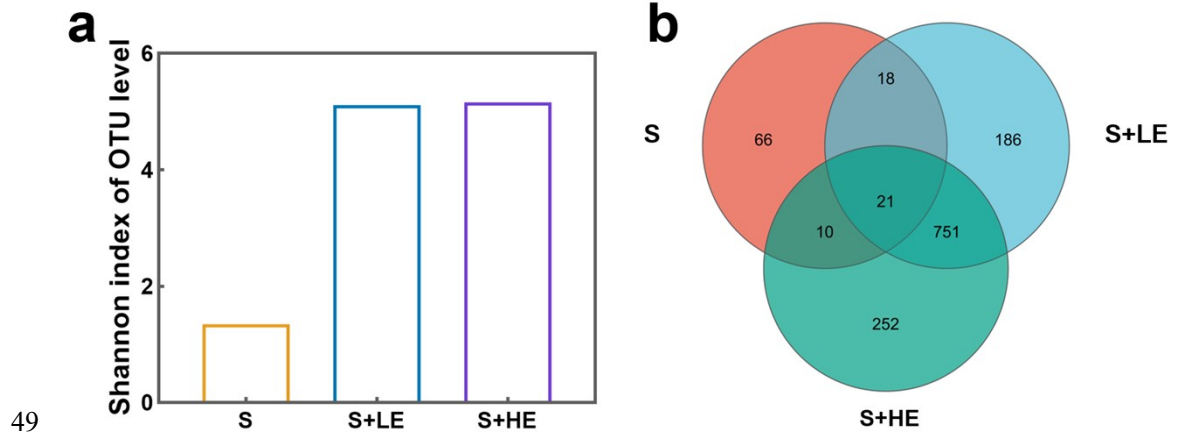 a
Shannon index of OTU level
6
4
2
0
S
S+LE
S+HE
b
S
S+LE
S+HE
18
66
186
21
10
751
252
49